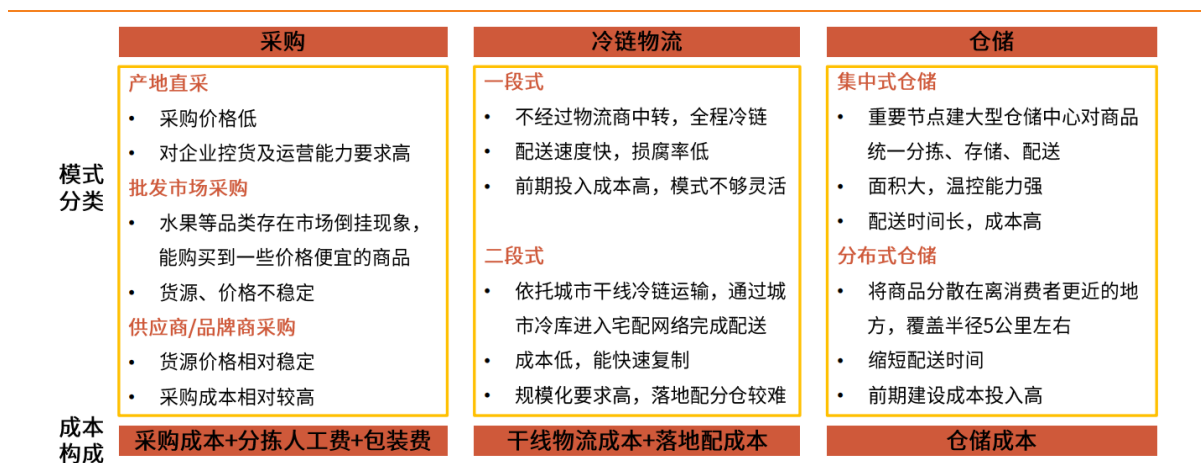 采购
冷链物流
仓储
模式
分类
产地直采
• 采购价格低
• 对企业控货及运营能力要求高
批发市场采购
• 水果等品类存在市场倒挂现象，
能购买到一些价格便宜的商品
• 货源、价格不稳定
供应商/品牌商采购
• 货源价格相对稳定
• 采购成本相对较高
一段式
• 不经过物流商中转，全程冷链
• 配送速度快，损腐率低
• 前期投入成本高，模式不够灵活
二段式
• 依托城市干线冷链运输，通过城
市冷库进入宅配网络完成配送
• 成本低，能快速复制
• 规模化要求高，落地配分仓较难
集中式仓储
• 重要节点建大型仓储中心对商品
统一分拣、存储、配送
• 面积大，温控能力强
• 配送时间长，成本高
分布式仓储
• 将商品分散在离消费者更近的地
方，覆盖半径5公里左右
• 缩短配送时间
• 前期建设成本投入高
成本
构成
采购成本+分拣人工费+包装费
干线物流成本+落地配成本
仓储成本